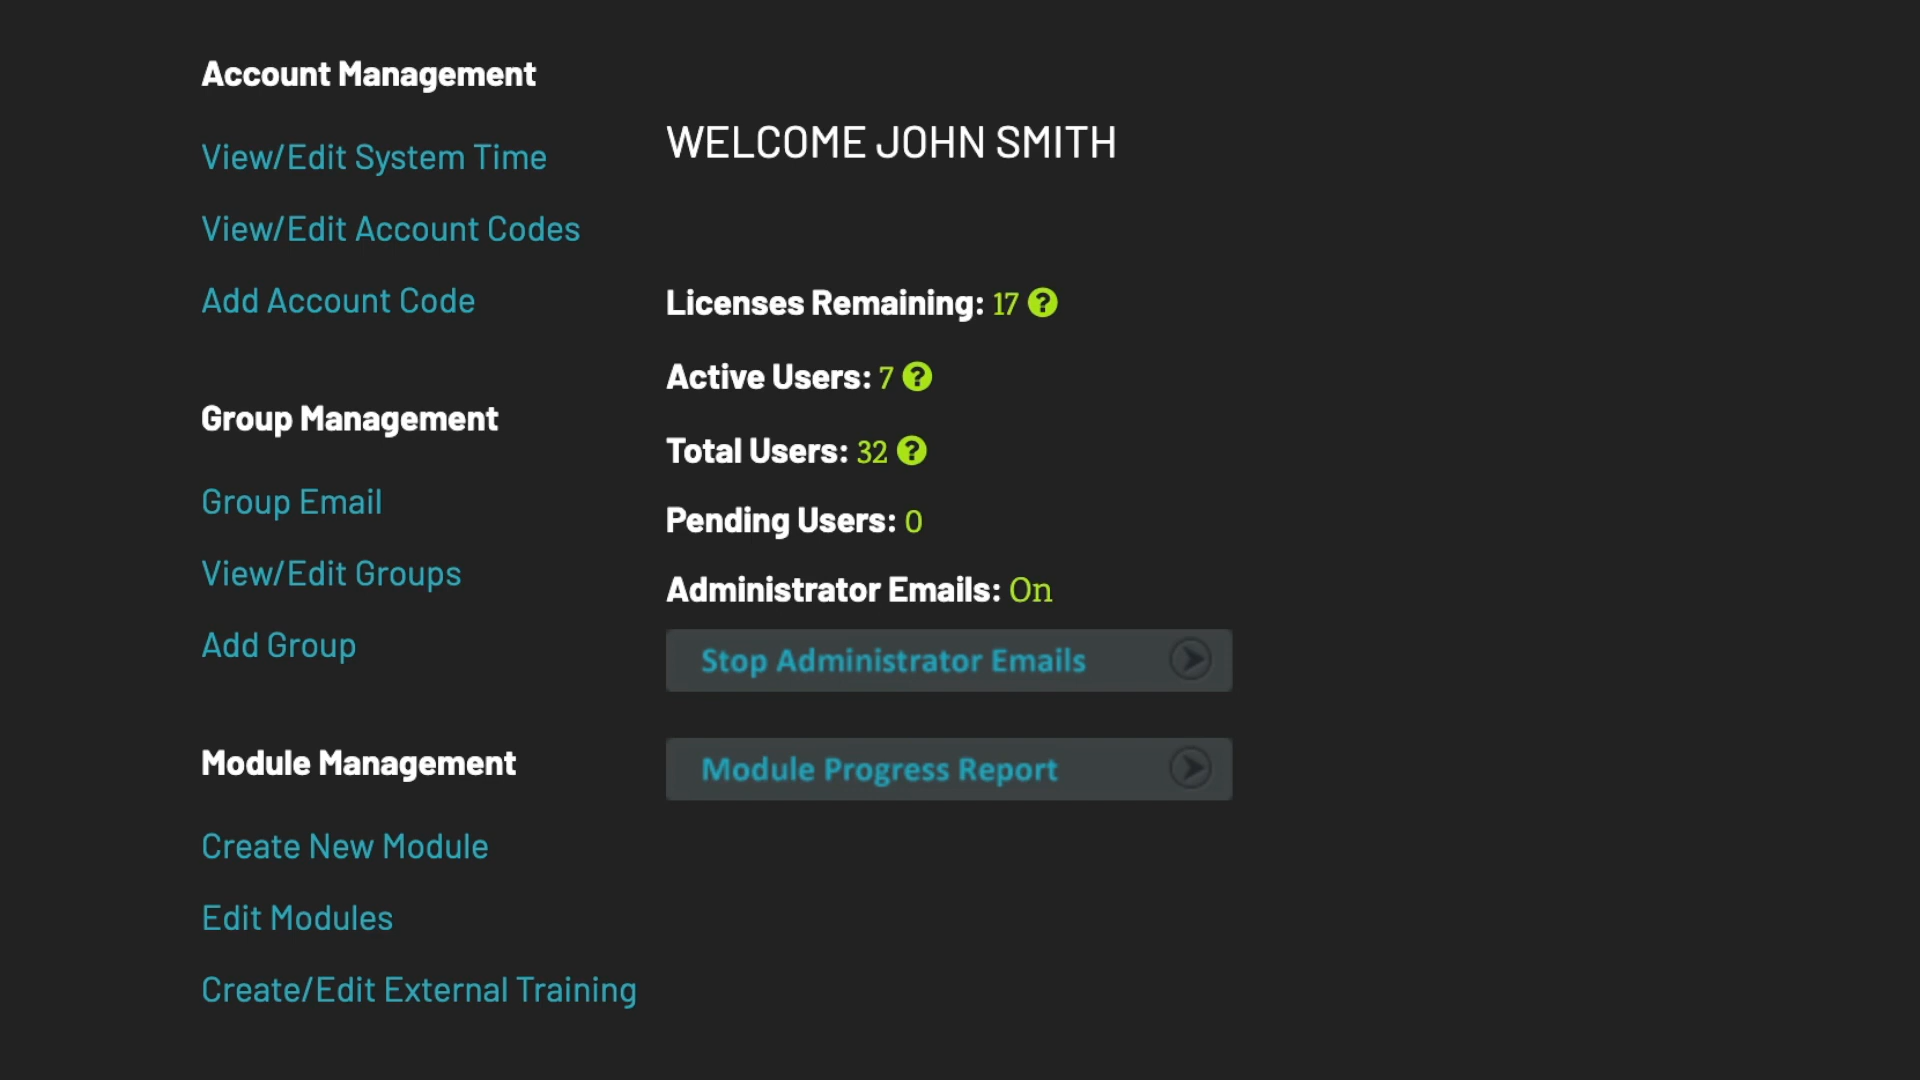 Account Management
View/Edit System Time
View/Edit Account Codes
Add Account Code
Group Management
Group Email
View/Edit Groups
Add Group
Module Management
Create New Module
Edit Modules
Create/Edit External Training
WELCOME JOHN SMITH
Licenses Remaining: 17 ?
Active Users: 7 ?
Total Users: 32 ?
Pending Users: 0
Administrator Emails: On
Stop Administrator Emails
Module Progress Report